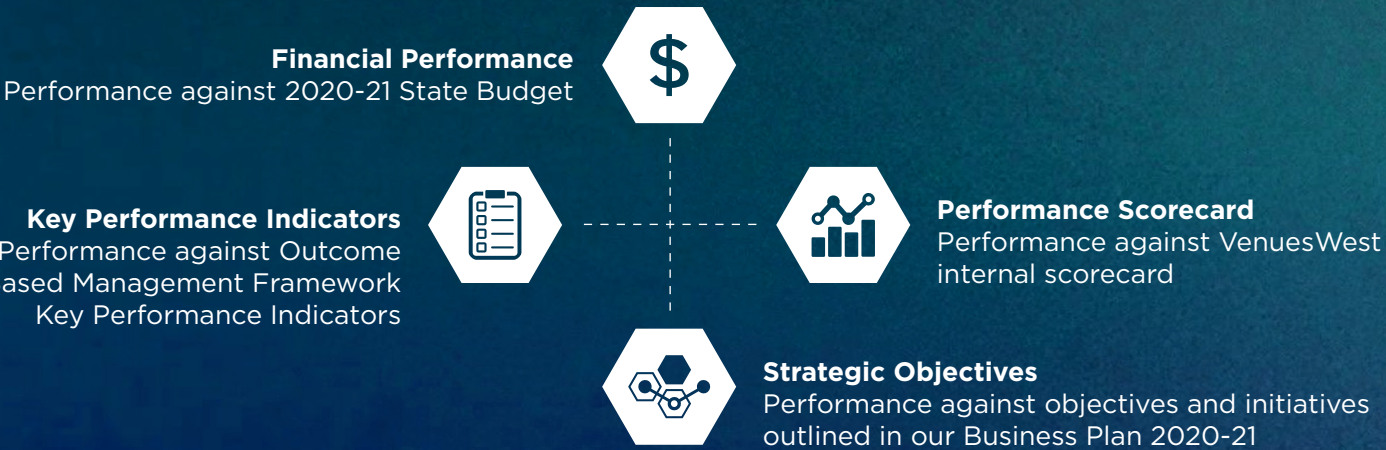 $
Financial Performance
Performance against 2020-21 State Budget
Key Performance Indicators
Performance against Outcome
ased Management Framework
Key Performance Indicators
Performance Scorecard
Performance against VenuesWest
internal scorecard
Strategic Objectives
Performance against objectives and initiatives
outlined in our Business Plan 2020-21